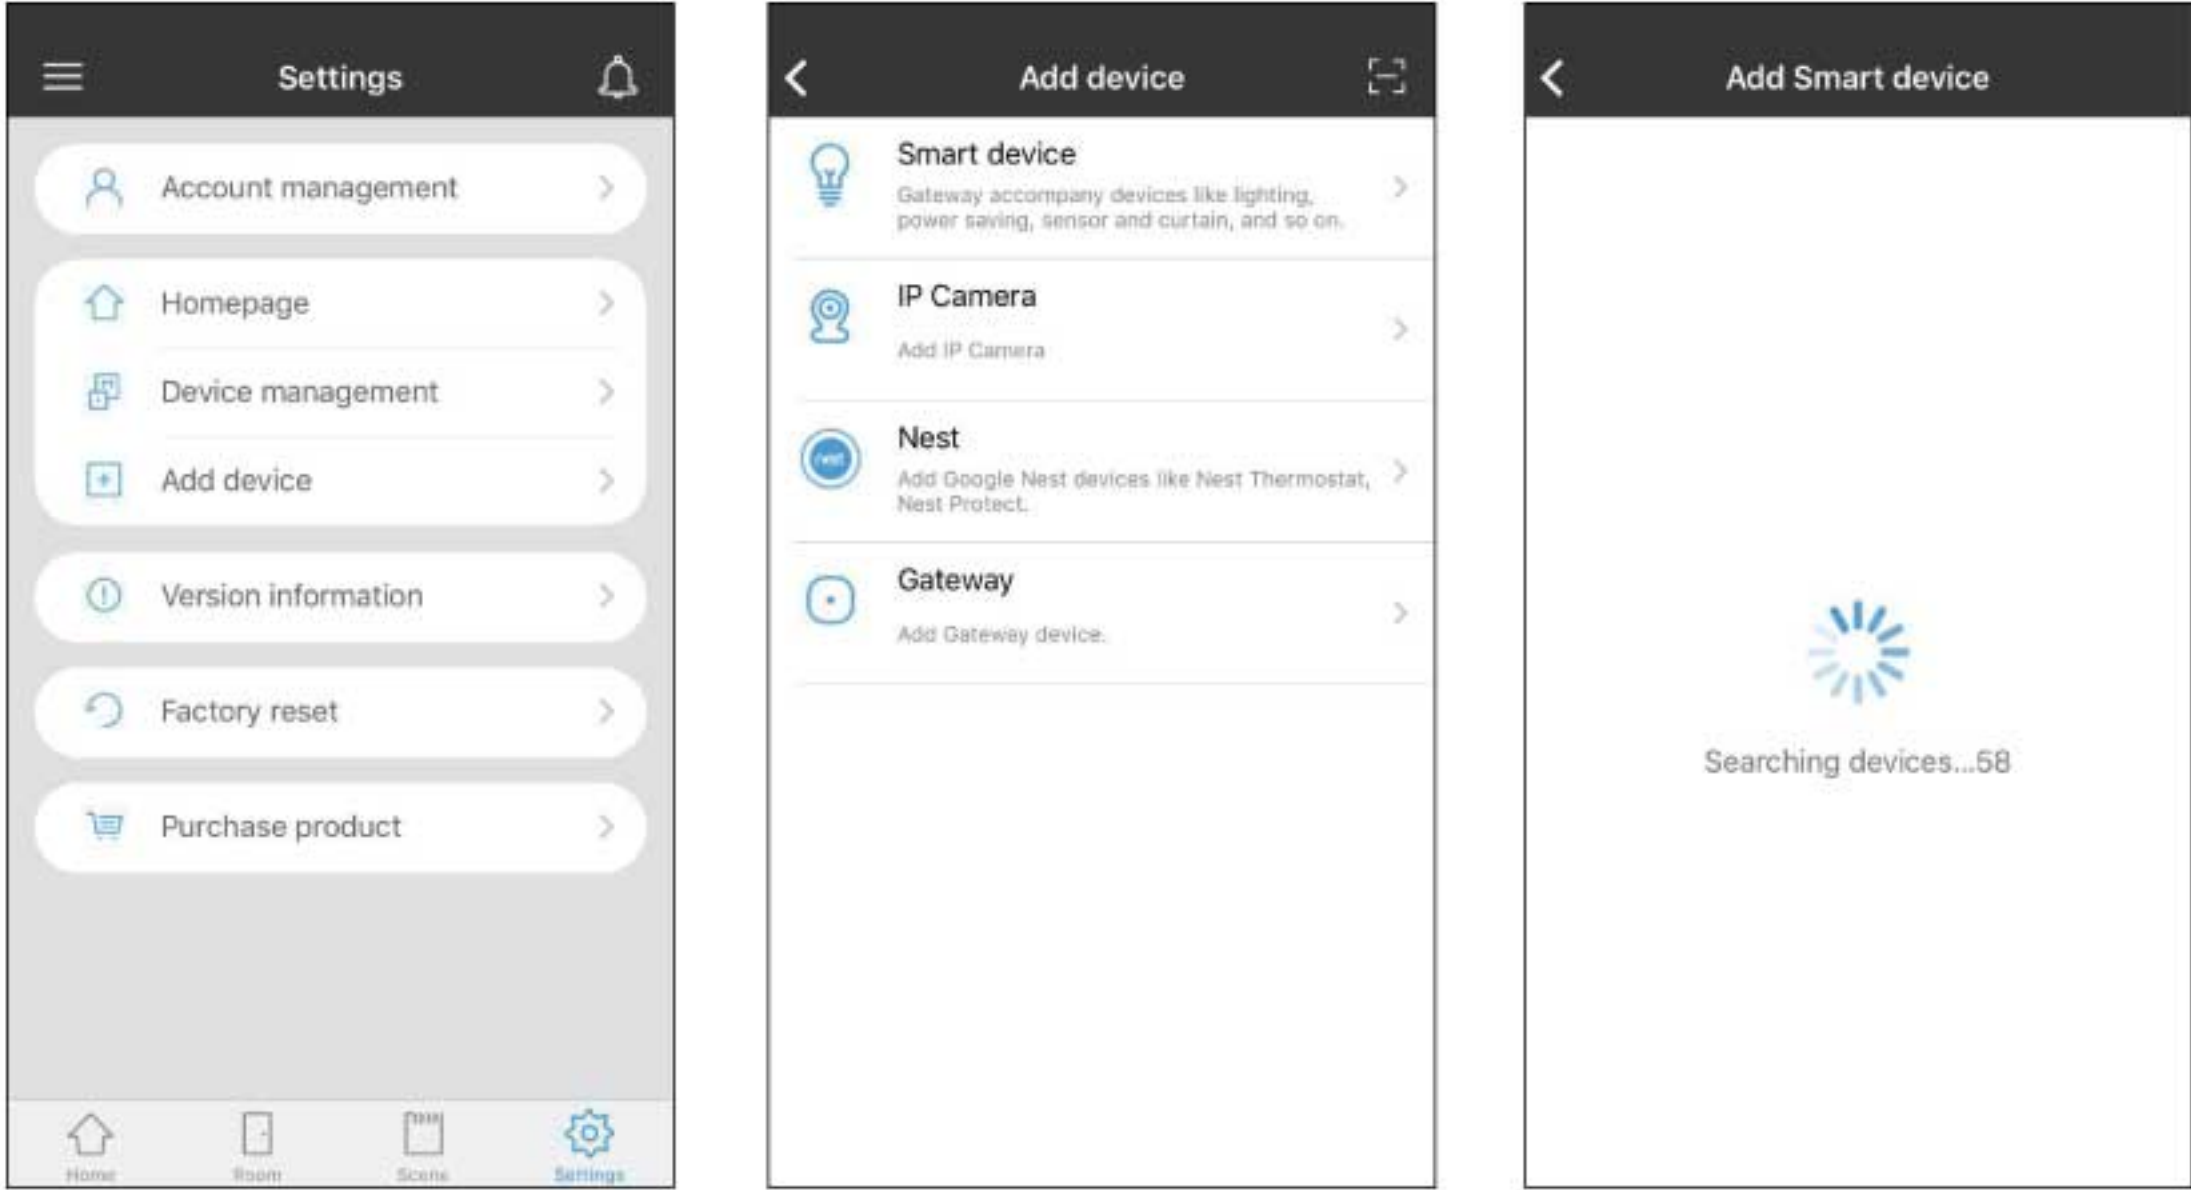 Settings
Account management
Homepage
Device management
Add device
Version information
Factory reset
Purchase product
Home
Room
Scene
Settings
Add device
Smart device
Gateway accompany devices like lighting,
power saving, sensor and curtain, and so on.
IP Camera
Add IP Camera
nest
Nest
Add Google Nest devices like Nest Thermostat,
Nest Protect.
Gateway
Add Gateway device.
Add Smart device
Searching devices...58